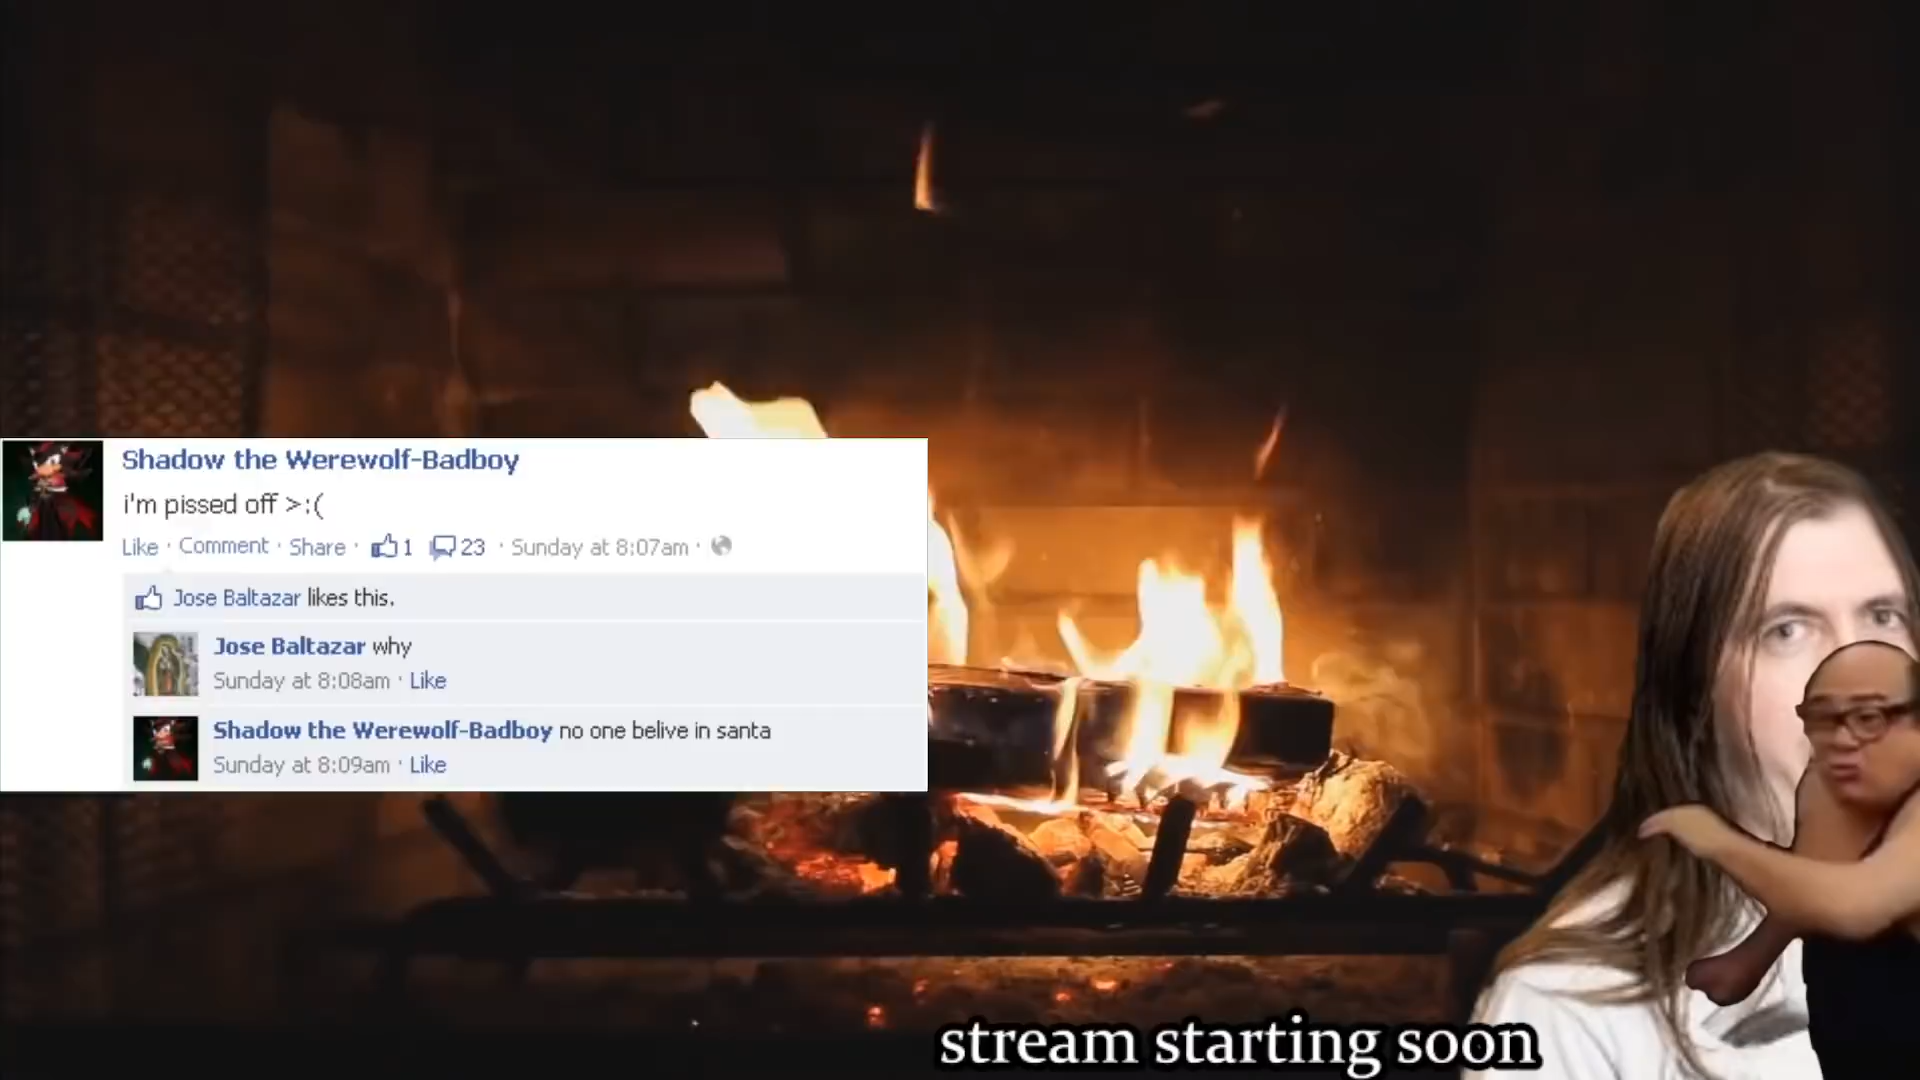 Shadow the Werewolf-Badboy
i'm pissed off >:(
Like · Comment · Share · 1 23 · Sunday at 8:07am ·
Jose Baltazar likes this.
Jose Baltazar why
Sunday at 8:08am · Like
Shadow the Werewolf-Badboy no one belive in santa
Sunday at 8:09am · Like
stream starting soon